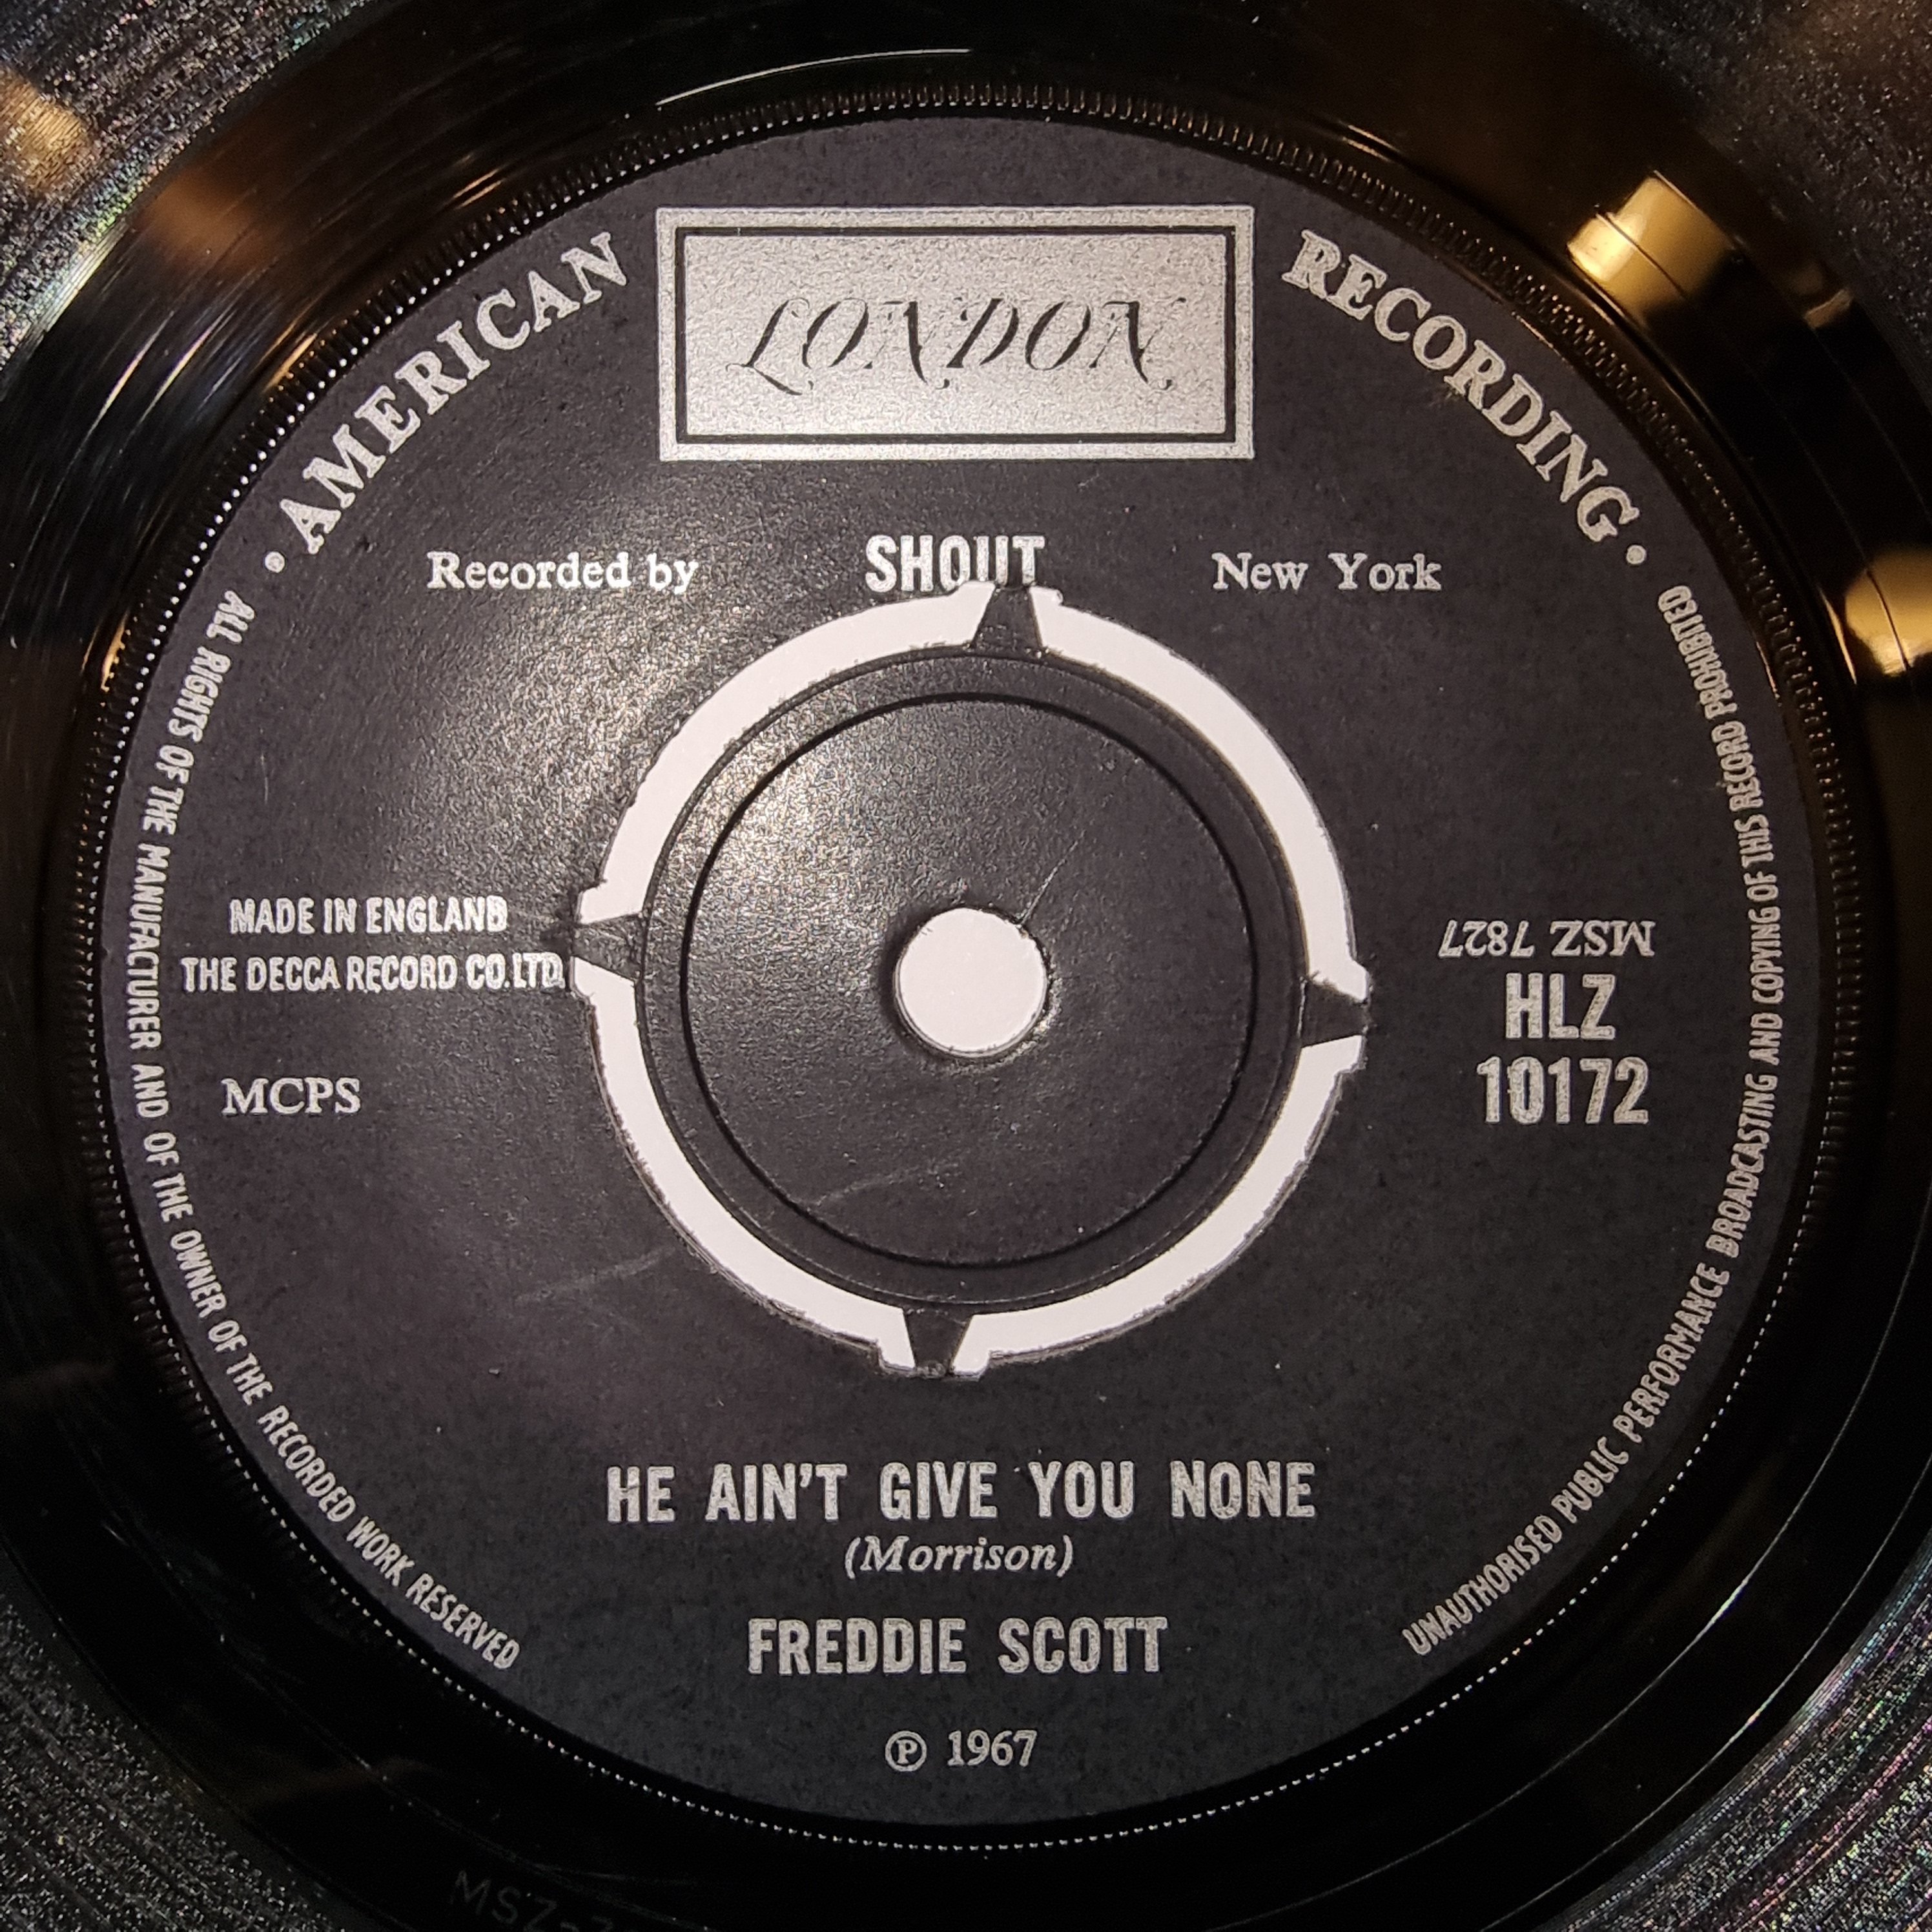 • AMERICAN
LONDON
RECORDING •
Recorded by SHOUT New York
MADE IN ENGLAND
THE DECCA RECORD CO.LTD.
MCPS
MSZ 7827
HLZ
10172
HE AIN'T GIVE YOU NONE
(Morrison)
FREDDIE SCOTT
℗ 1967
ALL RIGHTS OF THE MANUFACTURER AND OF THE OWNER OF THE RECORDED WORK RESERVED
UNAUTHORISED PUBLIC PERFORMANCE BROADCASTING AND COPYING OF THIS RECORD PROHIBITED